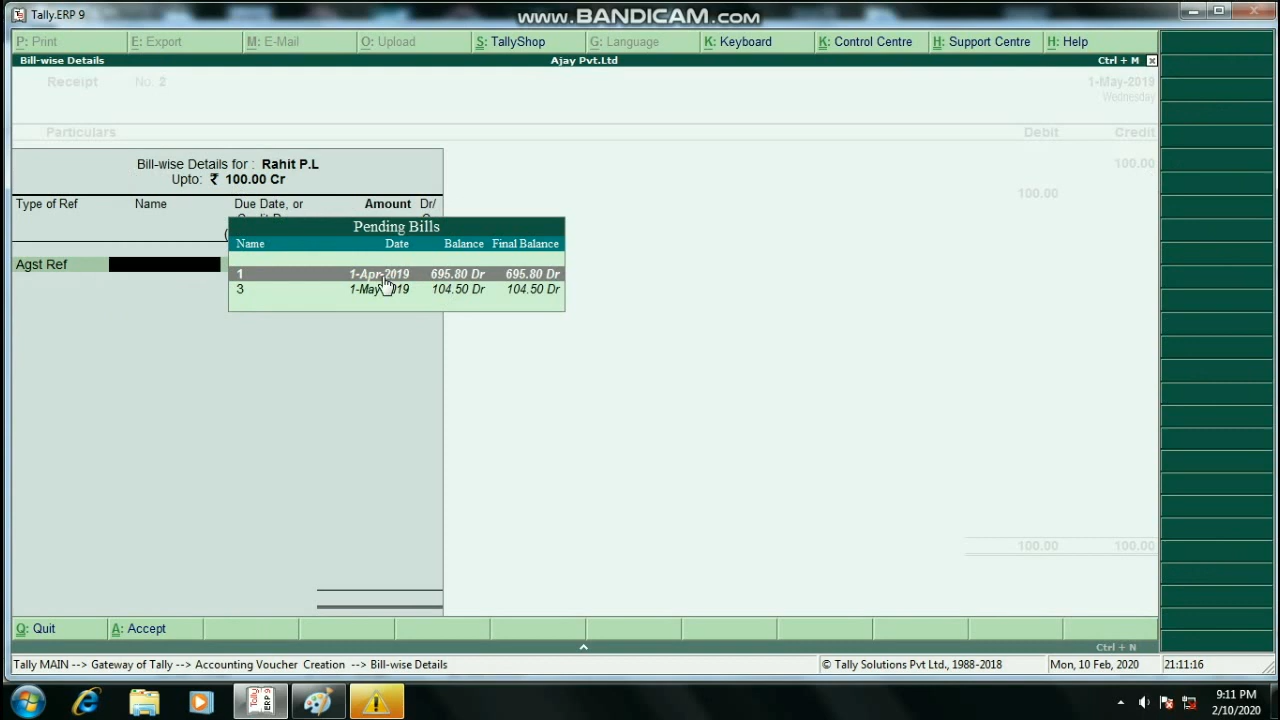 Tally.ERP 9
www.BANDICAM.com
P: Print E: Export M: E-Mail O: Upload S: TallyShop G: Language K: Keyboard K: Control Centre H: Support Centre H: Help
Bill-wise Details Ajay Pvt.Ltd Ctrl + M
Receipt No. 2 1-May-2019
Wednesday
Particulars Debit Credit
Bill-wise Details for : Rahit P.L 100.00
Upto: ₹ 100.00 Cr 100.00
Type of Ref Name Due Date, or Amount Dr/
Pending Bills
Name Date Balance Final Balance
Agst Ref
1 1-Apr-2019 695.80 Dr 695.80 Dr
3 1-May-2019 104.50 Dr 104.50 Dr
100.00 100.00
Q: Quit A: Accept
Ctrl + N
Tally MAIN --> Gateway of Tally --> Accounting Voucher Creation --> Bill-wise Details © Tally Solutions Pvt Ltd., 1988-2018 Mon, 10 Feb, 2020 21:11:16
Tally ERP 9
9:11 PM
2/10/2020